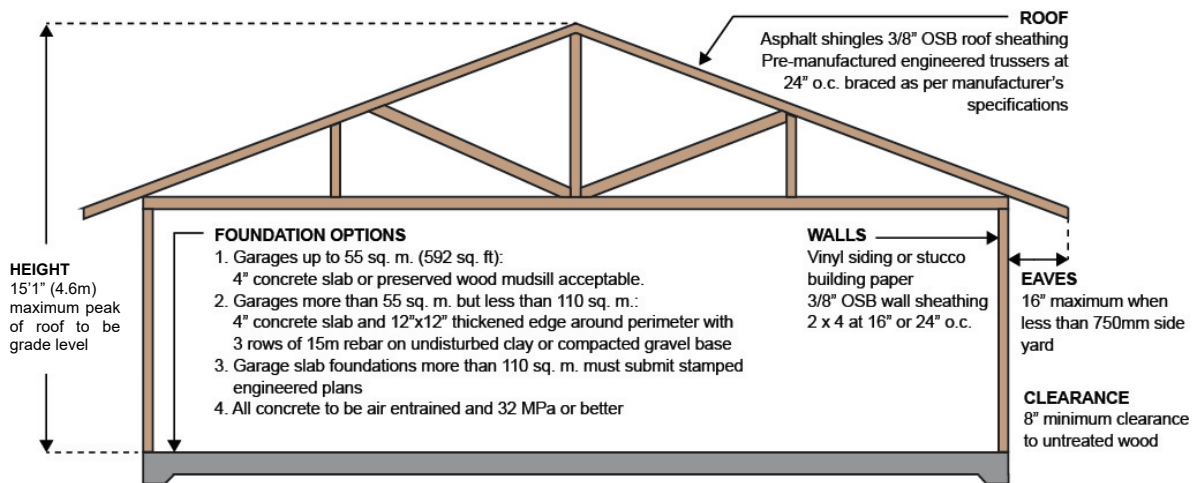 ROOF
Asphalt shingles 3/8” OSB roof sheathing
Pre-manufactured engineered trussers at
24” o.c. braced as per manufacturer’s
specifications
HEIGHT
15’1” (4.6m)
maximum peak
of roof to be
grade level
FOUNDATION OPTIONS
1. Garages up to 55 sq. m. (592 sq. ft):
4” concrete slab or preserved wood mudsill acceptable.
2. Garages more than 55 sq. m. but less than 110 sq. m.:
4” concrete slab and 12”x12” thickened edge around perimeter with
3 rows of 15m rebar on undisturbed clay or compacted gravel base
3. Garage slab foundations more than 110 sq. m. must submit stamped
engineered plans
4. All concrete to be air entrained and 32 MPa or better
WALLS
Vinyl siding or stucco
building paper
3/8” OSB wall sheathing
2 x 4 at 16” or 24” o.c.
EAVES
16” maximum when
less than 750mm side
yard
CLEARANCE
8” minimum clearance
to untreated wood